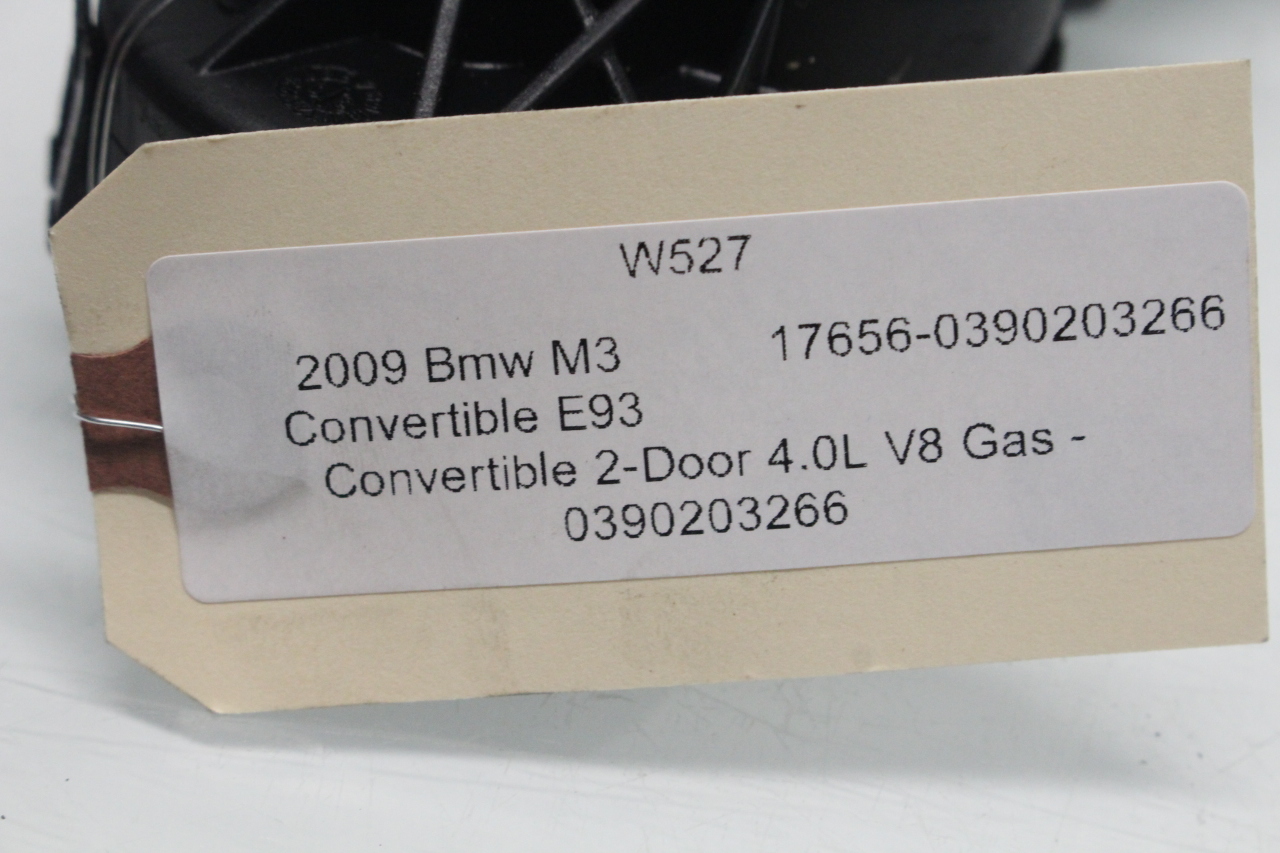 W527
2009 Bmw M3 17656-0390203266
Convertible E93
Convertible 2-Door 4.0L V8 Gas -
0390203266